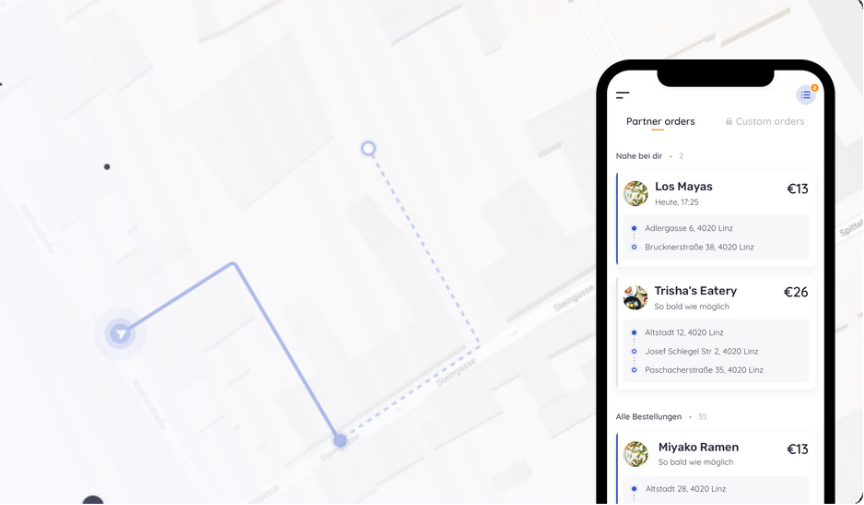 Partner orders
Custom orders
Nahe bei dir • 2
Los Mayas
€13
Heute, 17:25
Adlergasse 6, 4020 Linz
Brucknerstraße 38, 4020 Linz
Trisha's Eatery
€26
So bald wie möglich
Altstadt 12, 4020 Linz
Josef Schlegel Str 2, 4020 Linz
Poschacherstraße 35, 4020 Linz
Alle Bestellungen • 35
Miyako Ramen
€13
So bald wie möglich
Altstadt 28, 4020 Linz
Steingasse
Steingasse
Spittel